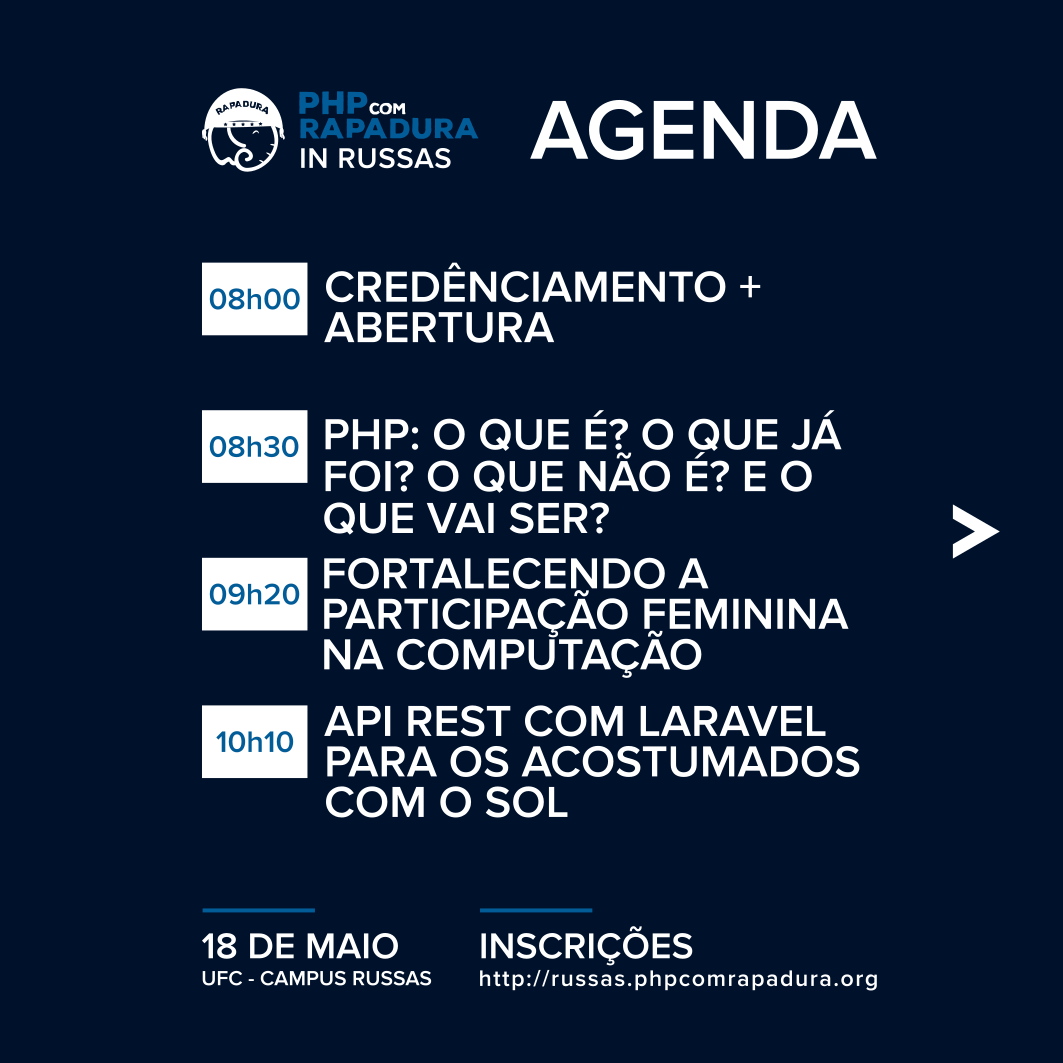 RAPADURA
PHP COM
RAPADURA
IN RUSSAS
AGENDA
08h00
CREDÊNCIAMENTO +
ABERTURA
08h30
PHP: O QUE É? O QUE JÁ
FOI? O QUE NÃO É? E O
QUE VAI SER?
09h20
FORTALECENDO A
PARTICIPAÇÃO FEMININA
NA COMPUTAÇÃO
10h10
API REST COM LARAVEL
PARA OS ACOSTUMADOS
COM O SOL
18 DE MAIO
UFC - CAMPUS RUSSAS
INSCRIÇÕES
http://russas.phpcomrapadura.org